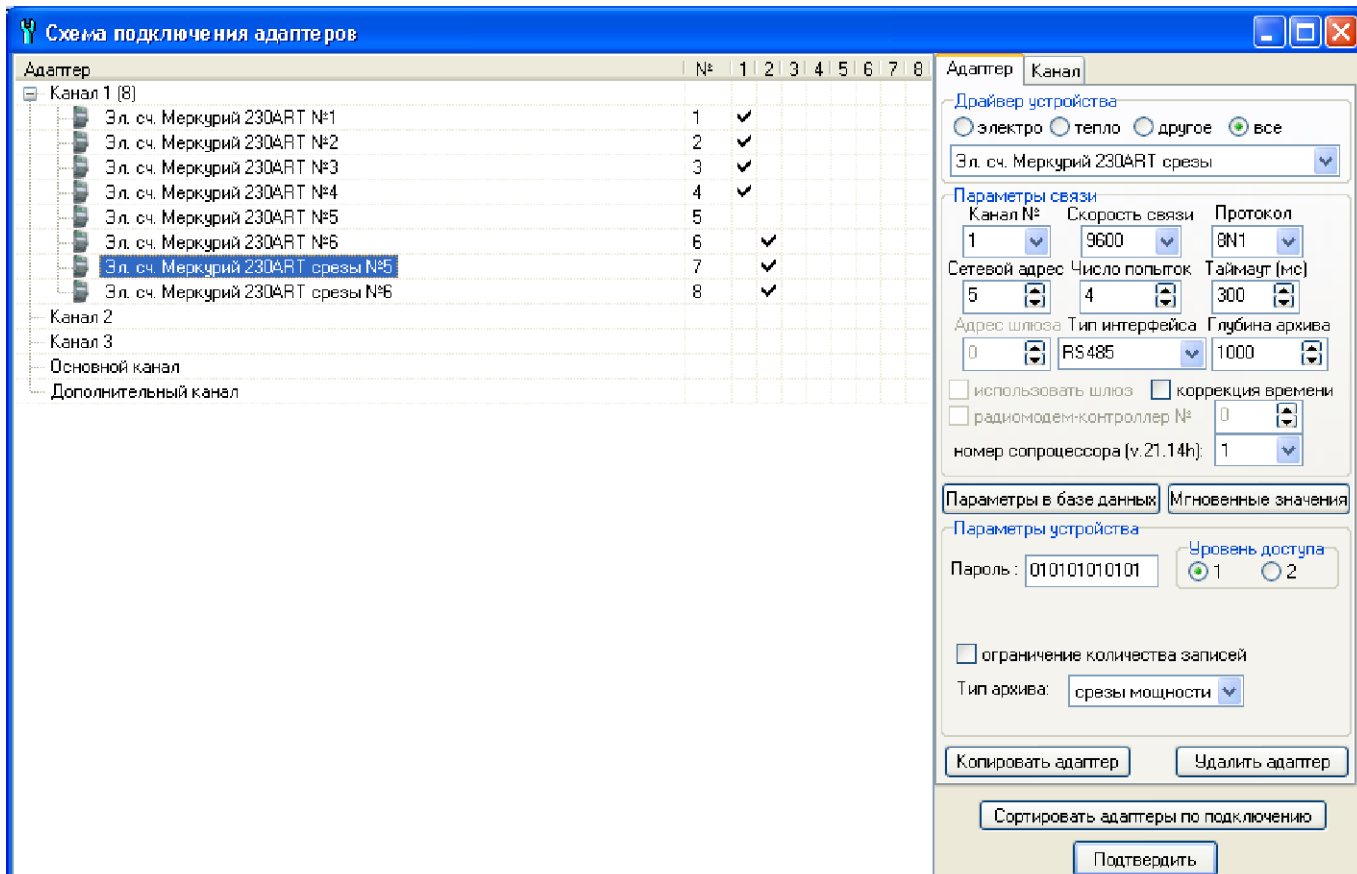 Схема подключения адаптеров
Адаптер № 1 2 3 4 5 6 7 8
Канал 1 (8)
Эл. сч. Меркурий 230ART №1 1
Эл. сч. Меркурий 230ART №2 2
Эл. сч. Меркурий 230ART №3 3
Эл. сч. Меркурий 230ART №4 4
Эл. сч. Меркурий 230ART №5 5
Эл. сч. Меркурий 230ART №6 6
Эл. сч. Меркурий 230ART срезы №5 7
Эл. сч. Меркурий 230ART срезы №6 8
Канал 2
Канал 3
Основной канал
Дополнительный канал
Адаптер Канал
Драйвер устройства
электро тепло другое все
Эл. сч. Меркурий 230ART срезы
Параметры связи
Канал № Скорость связи Протокол
1 9600 8N1
Сетевой адрес Число попыток Таймаут (мс)
5 4 300
Адрес шлюза Тип интерфейса Глубина архива
0 RS485 1000
использовать шлюз коррекция времени
радиомодем-контроллер № 0
номер сопроцессора (v.21.14h): 1
Параметры в базе данных Мгновенные значения
Параметры устройства
Уровень доступа
Пароль : 010101010101 1 2
ограничение количества записей
Тип архива: срезы мощности
Копировать адаптер Удалить адаптер
Сортировать адаптеры по подключению
Подтвердить